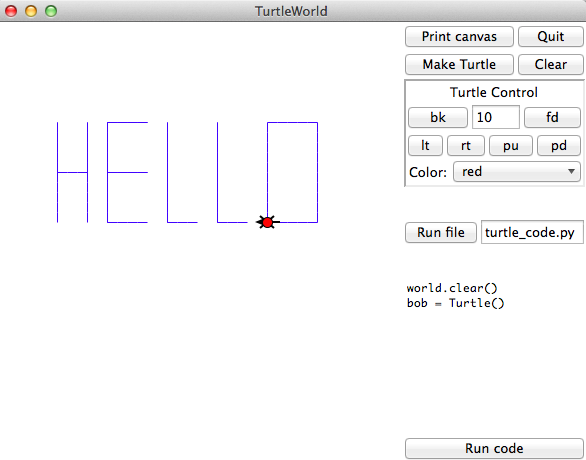 TurtleWorld
HELLO
Print canvas Quit
Make Turtle Clear
Turtle Control
bk 10 fd
lt rt pu pd
Color: red
Run file turtle_code.py
world.clear()
bob = Turtle()
Run code